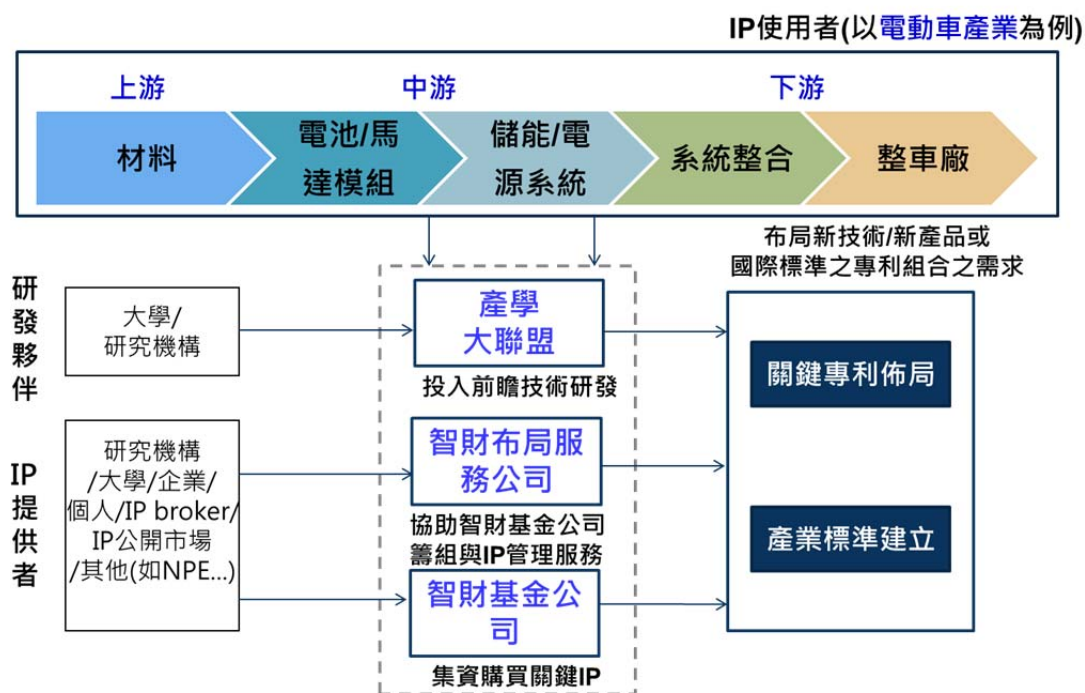 IP使用者(以電動車產業為例)
上游
中游
下游
材料
電池/馬
達模組
儲能/電
源系統
系統整合
整車廠
布局新技術/新產品或
國際標準之專利組合之需求
研發夥伴
大學/
研究機構
產學
大聯盟
投入前瞻技術研發
關鍵專利佈局
IP提供者
研究機構
/大學/企業/
個人/IP broker/
IP公開市場
/其他(如NPE...)
智財布局服
務公司
協助智財基金公司
籌組與IP管理服務
產業標準建立
智財基金公
司
集資購買關鍵IP